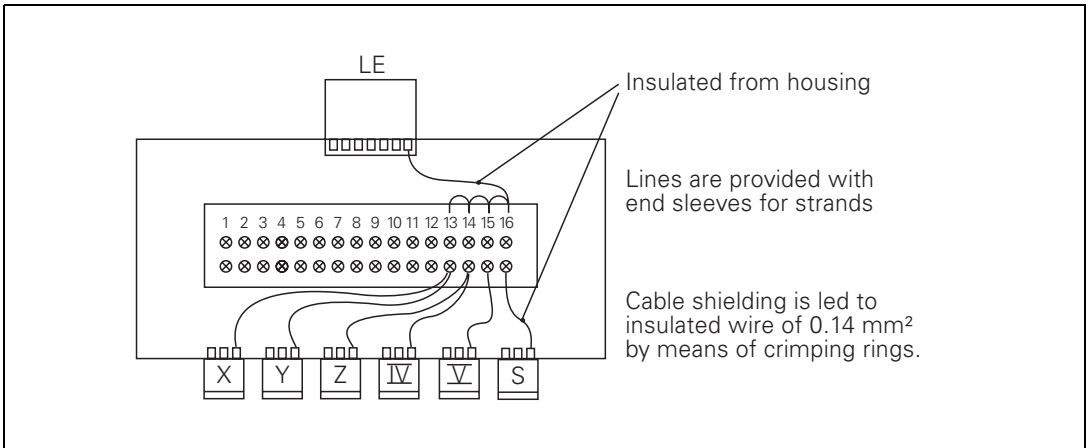 LE
Insulated from housing
Lines are provided with
end sleeves for strands
1 2 3 4 5 6 7 8 9 10 11 12 13 14 15 16
Cable shielding is led to
insulated wire of 0.14 mm²
by means of crimping rings.
X Y Z IV V S